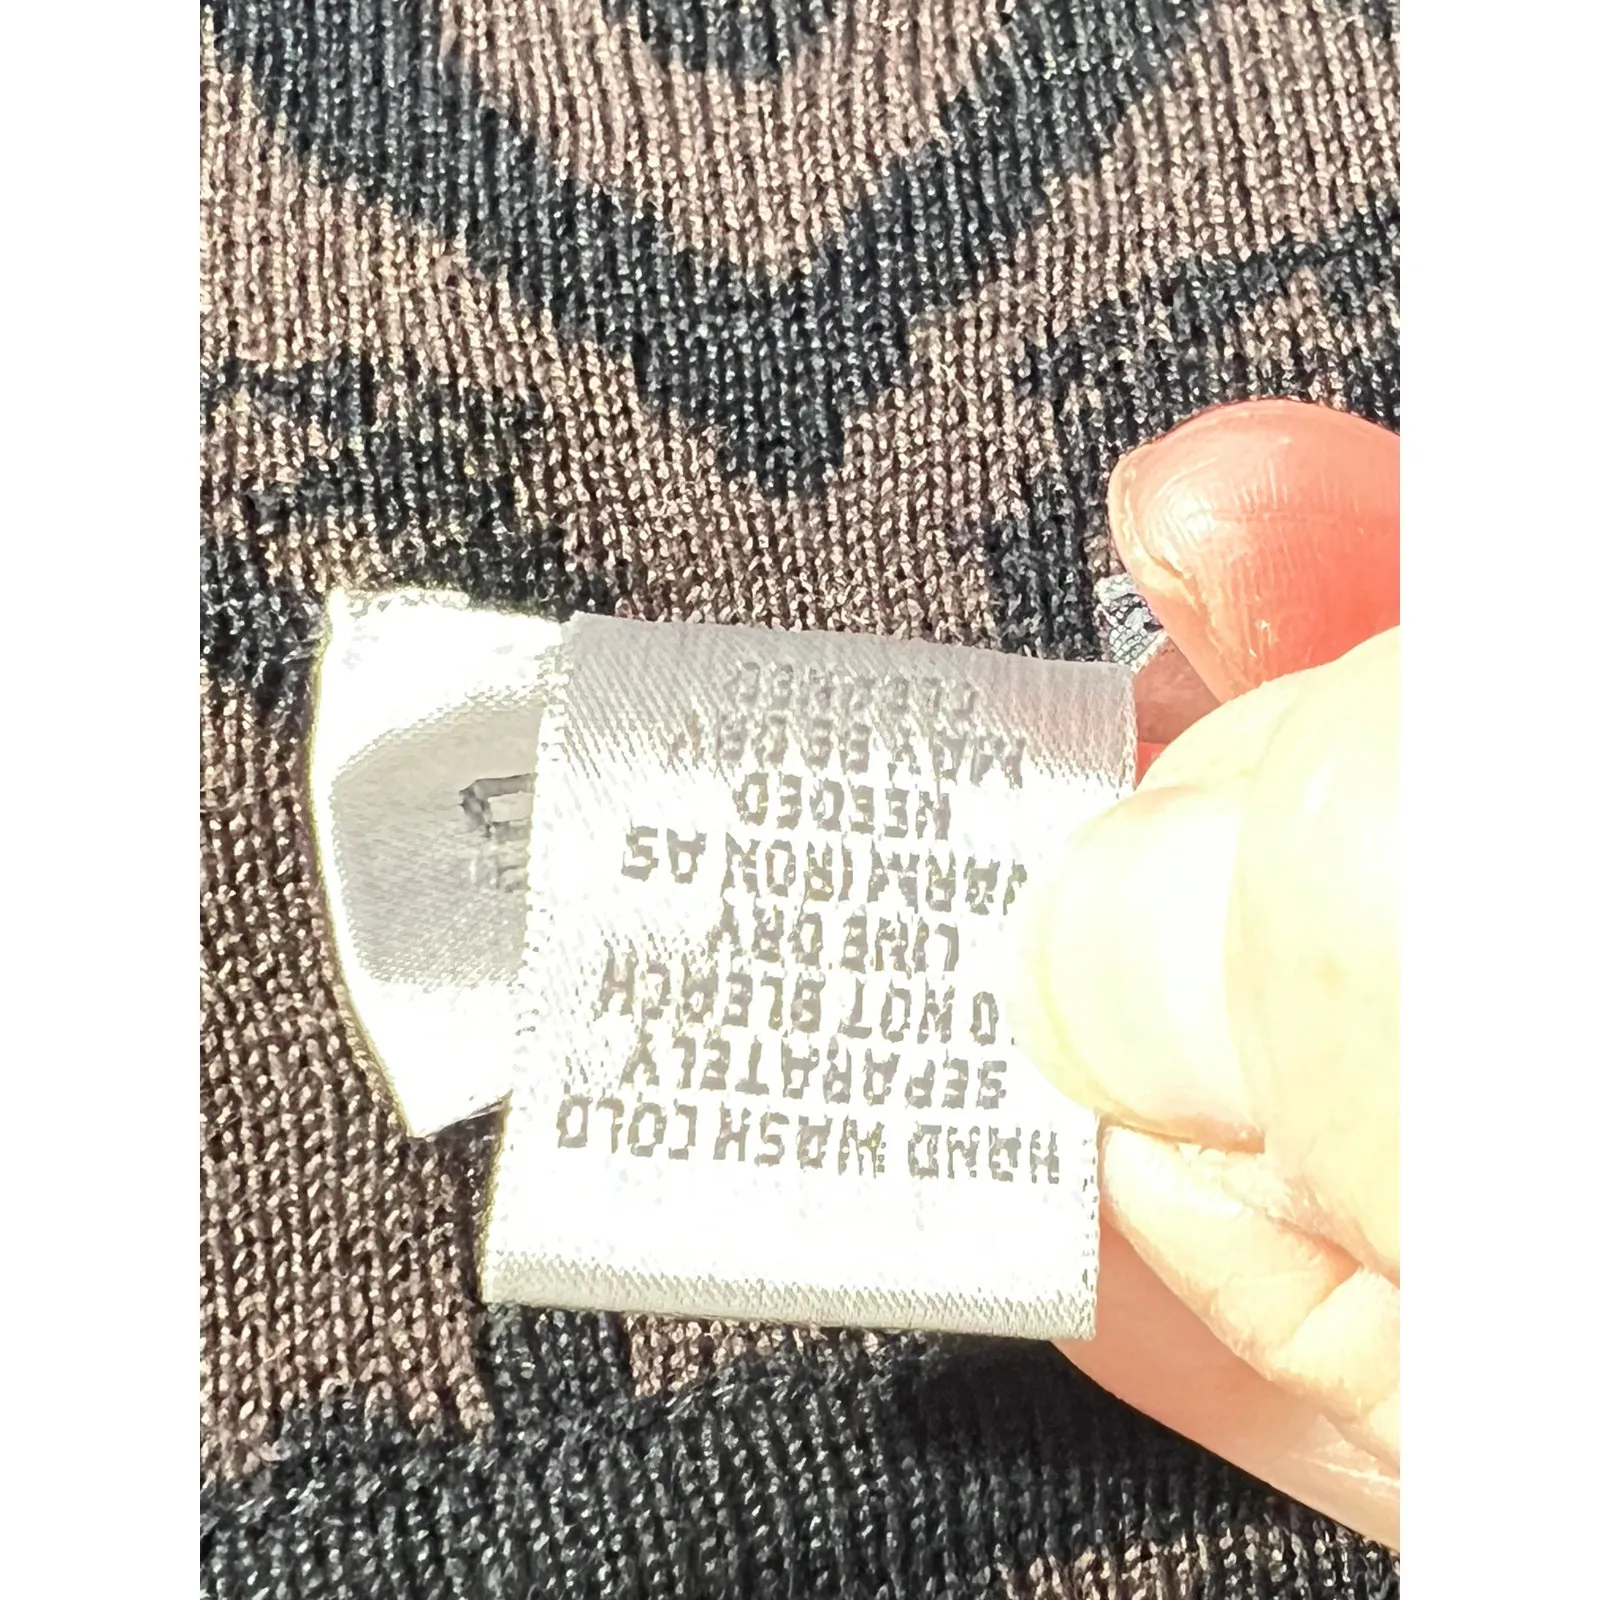 HAND WASH COLD
SEPARATELY
DO NOT BLEACH
LINE DRY
WARM IRON AS
NEEDED
MAY BE DRY
CLEANED